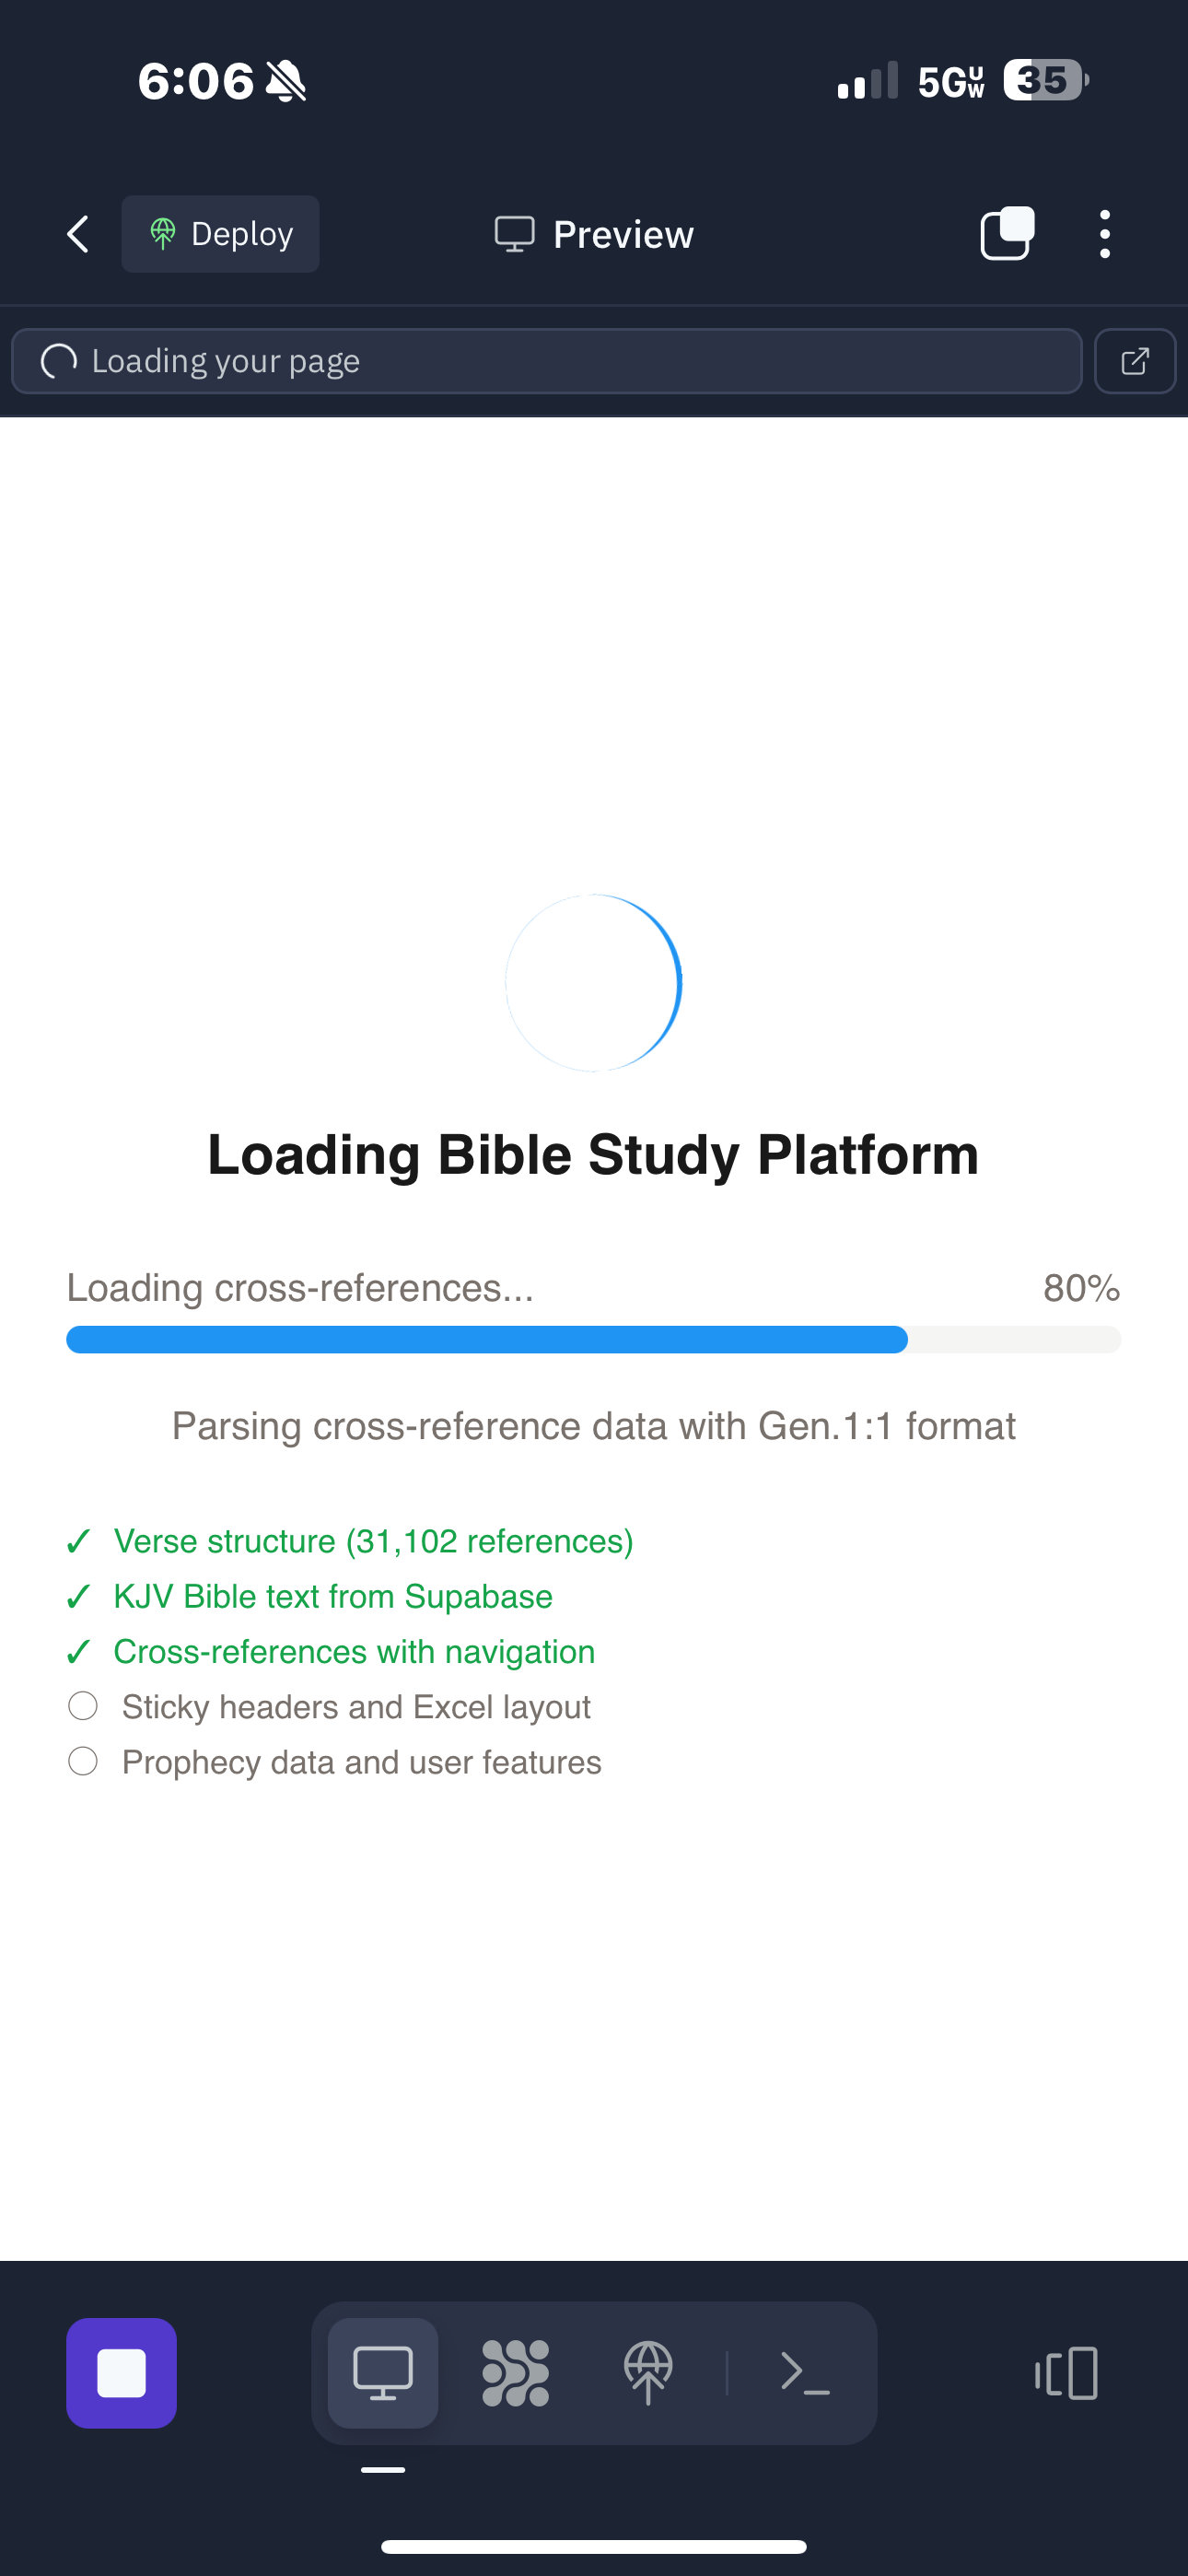 6:06
5G UW
35
Deploy
Preview
Loading your page
Loading Bible Study Platform
Loading cross-references...
80%
Parsing cross-reference data with Gen.1:1 format
✓ Verse structure (31,102 references)
✓ KJV Bible text from Supabase
✓ Cross-references with navigation
Sticky headers and Excel layout
Prophecy data and user features